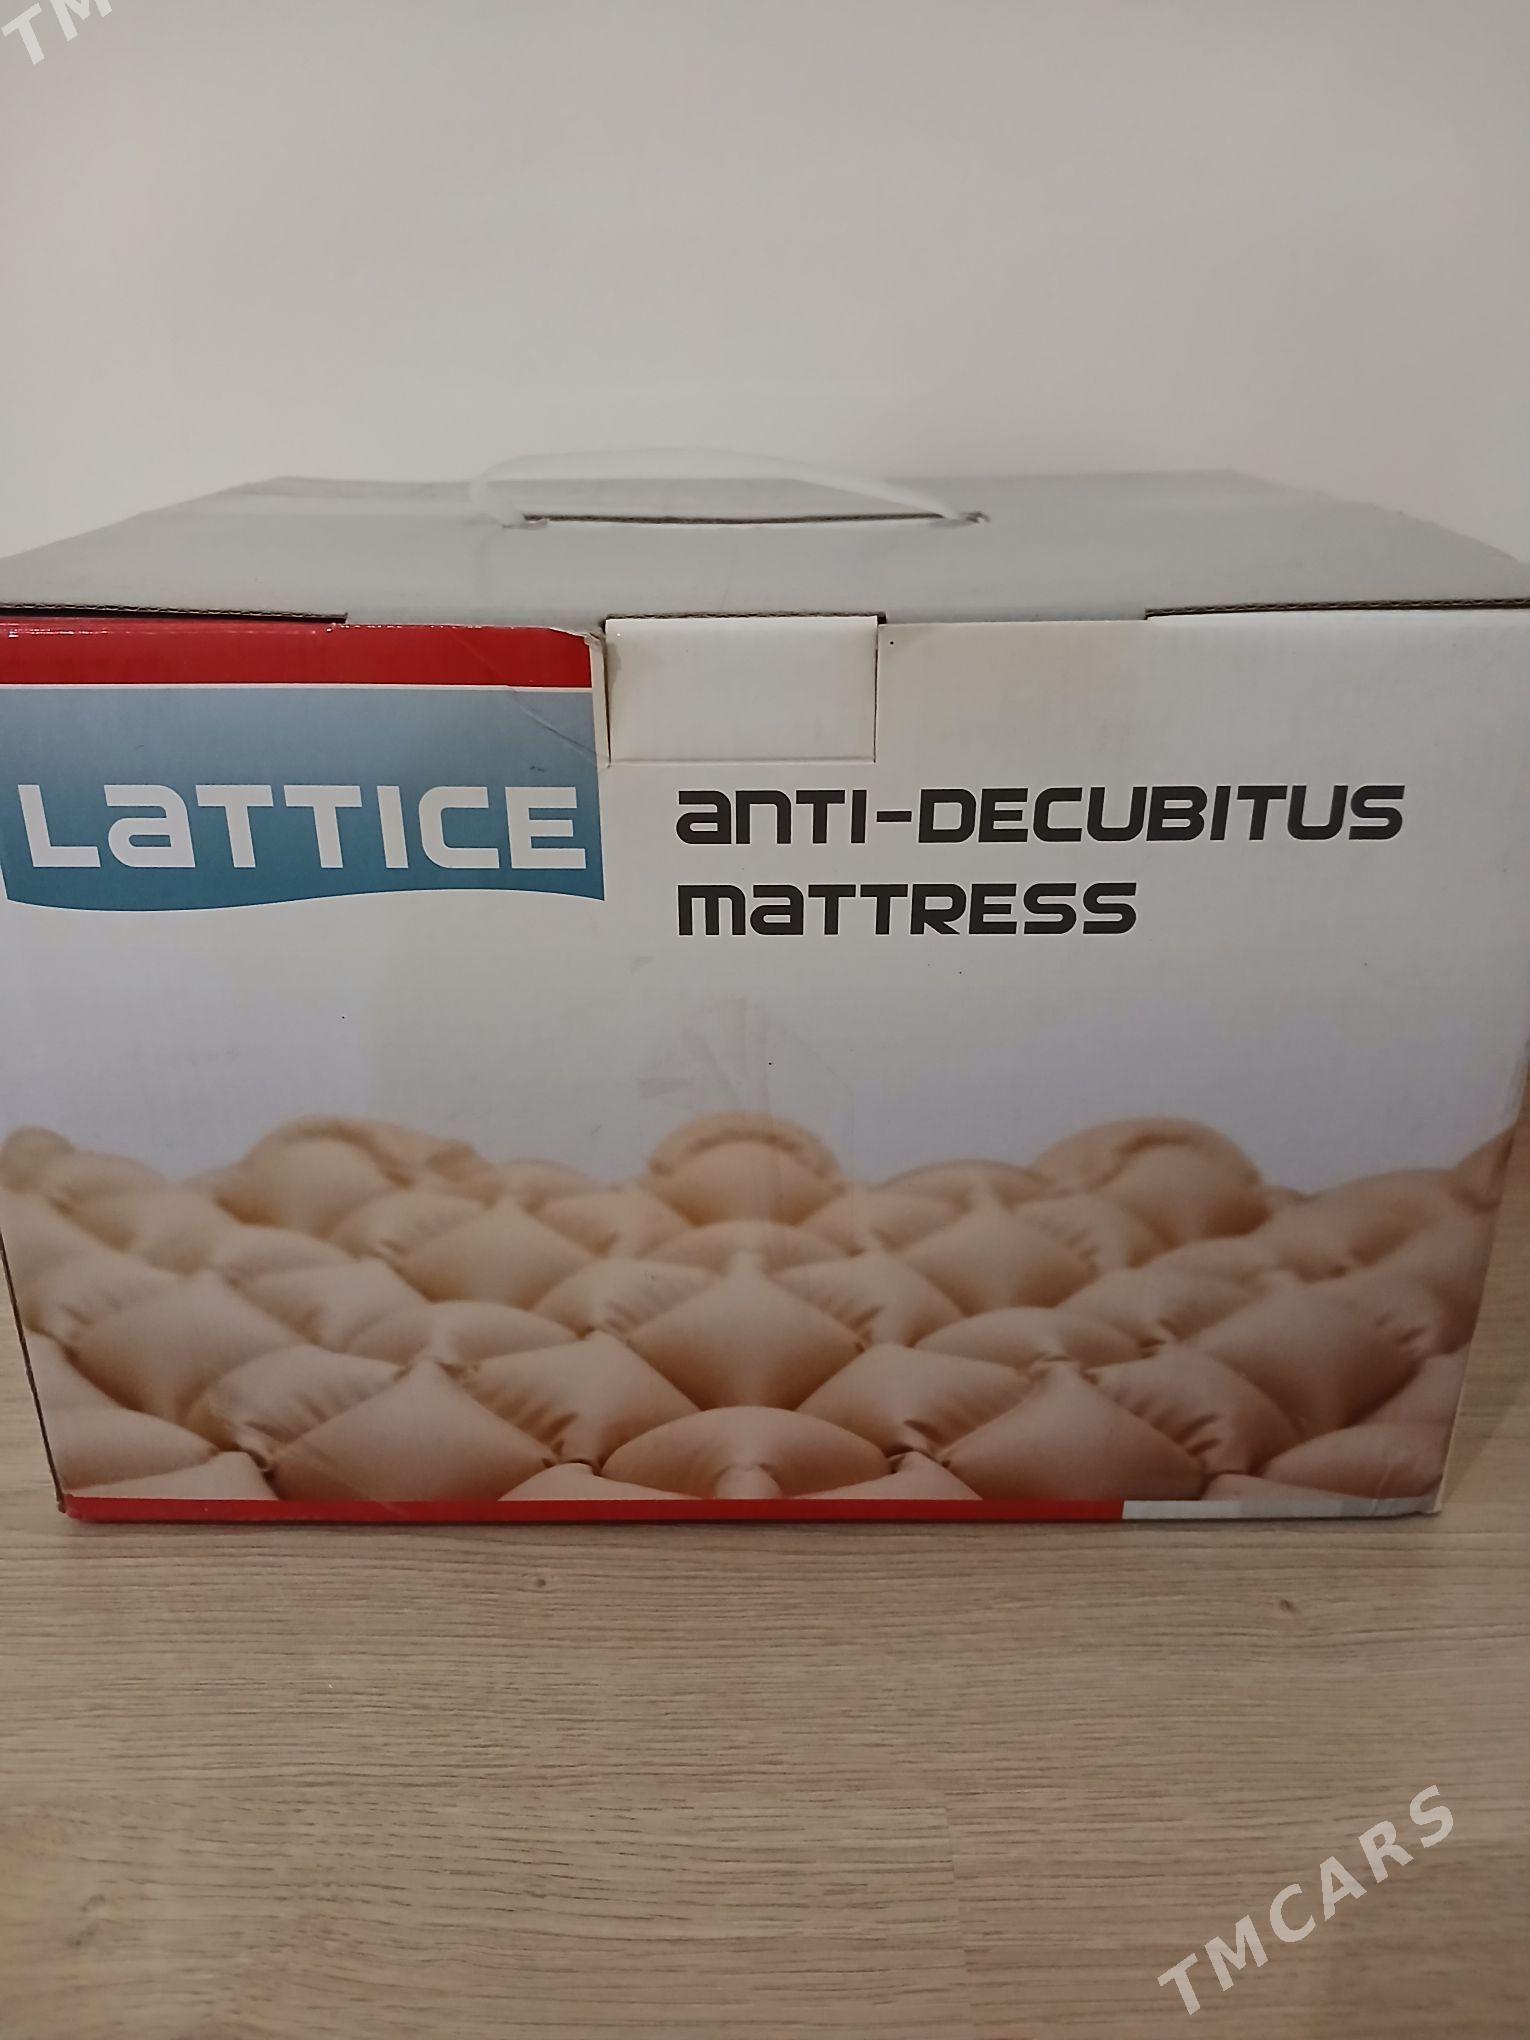 TM
LaTTICE
anTI-DECUBITUS
maTTRESS
TMCARS